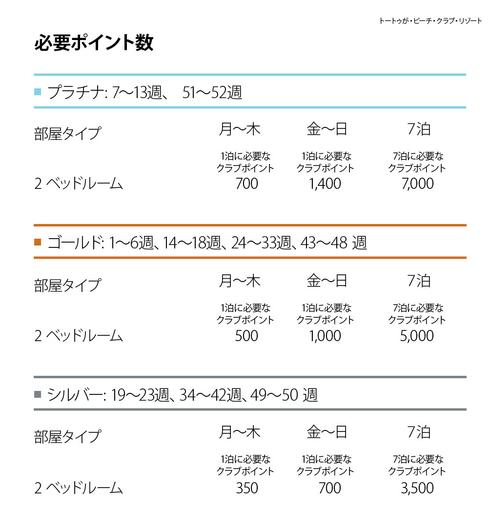 トートゥガ・ビーチ・クラブ・リゾート
必要ポイント数
プラチナ: 7〜13週、 51〜52週
部屋タイプ 月〜木 金〜日 7泊
1泊に必要な 1泊に必要な 7泊に必要な
クラブポイント クラブポイント クラブポイント
2 ベッドルーム 700 1,400 7,000
ゴールド: 1〜6週、14〜18週、24〜33週、43〜48 週
部屋タイプ 月〜木 金〜日 7泊
1泊に必要な 1泊に必要な 7泊に必要な
クラブポイント クラブポイント クラブポイント
2 ベッドルーム 500 1,000 5,000
シルバー: 19〜23週、34〜42週、49〜50 週
部屋タイプ 月〜木 金〜日 7泊
1泊に必要な 1泊に必要な 7泊に必要な
クラブポイント クラブポイント クラブポイント
2 ベッドルーム 350 700 3,500